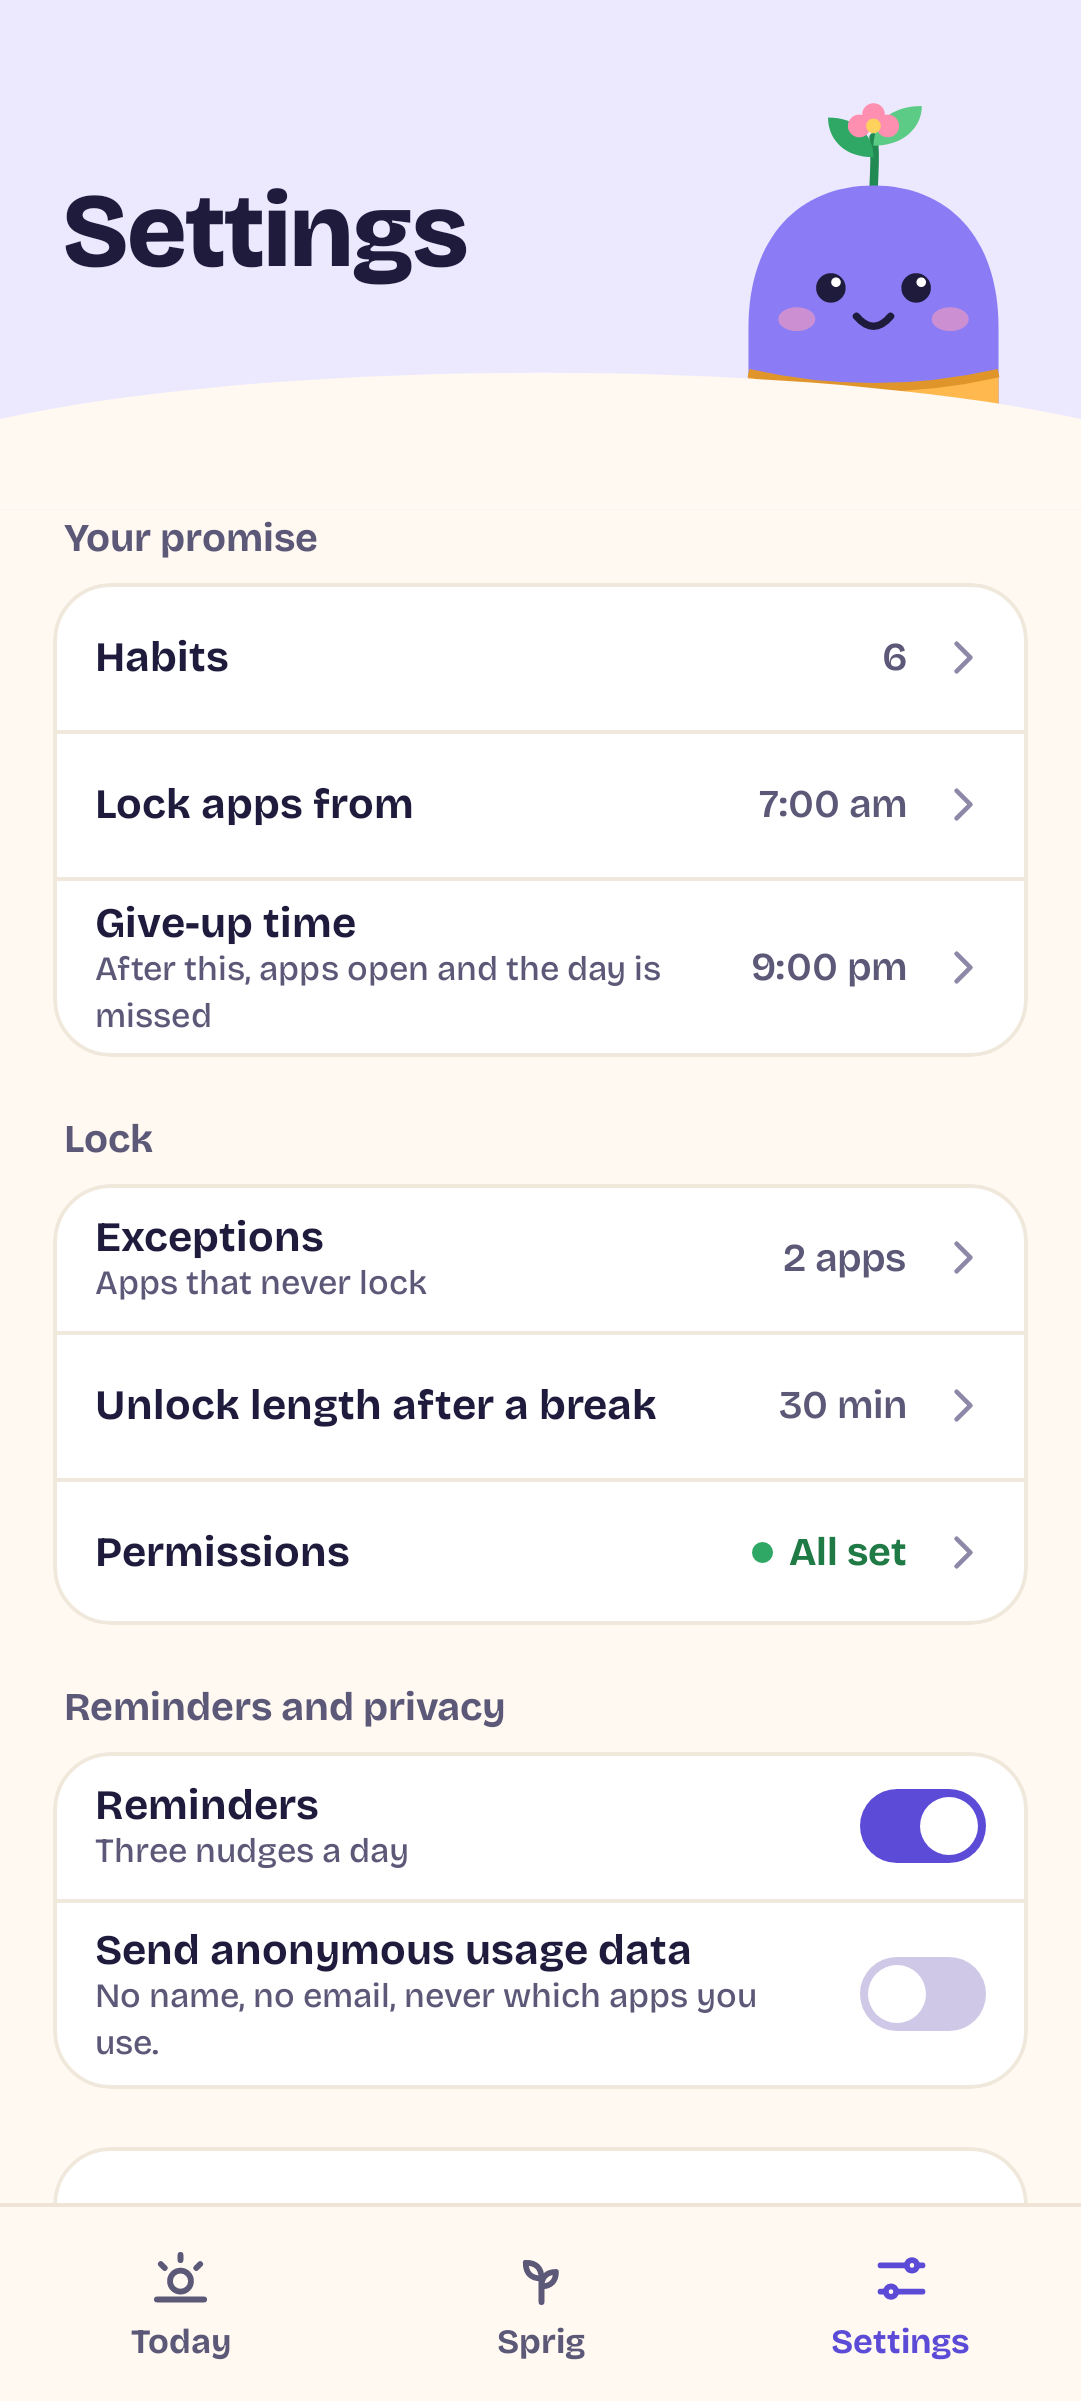 Settings
Your promise
Habits
6
Lock apps from
7:00 am
Give-up time
After this, apps open and the day is
missed
9:00 pm
Lock
Exceptions
Apps that never lock
2 apps
Unlock length after a break
30 min
Permissions
All set
Reminders and privacy
Reminders
Three nudges a day
Send anonymous usage data
No name, no email, never which apps you
use.
Today
Sprig
Settings